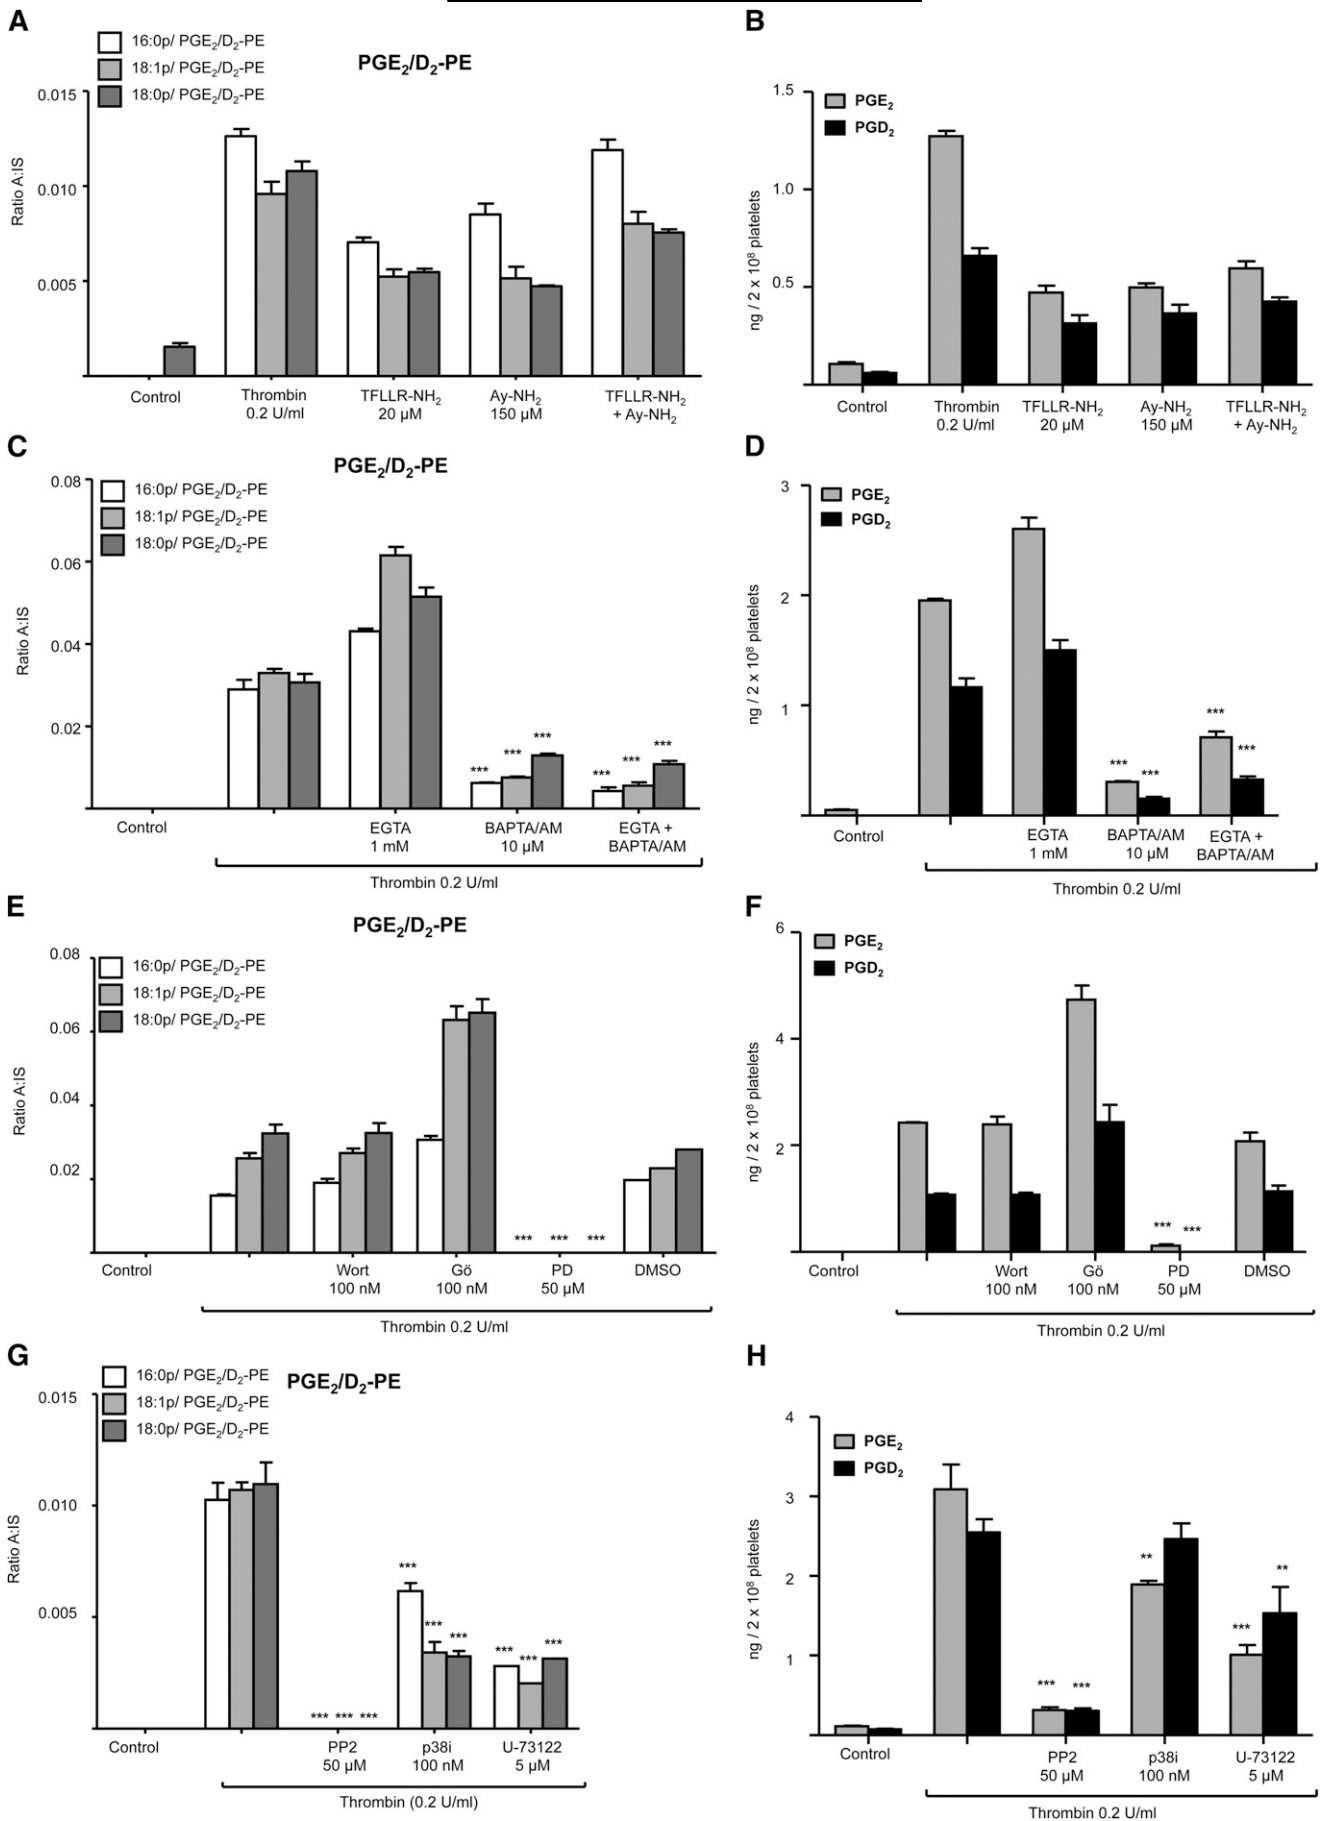 A
16:0p/ PGE₂/D₂-PE
18:1p/ PGE₂/D₂-PE
18:0p/ PGE₂/D₂-PE
PGE₂/D₂-PE
0.015
0.010
0.005
Ratio A:IS
Control
Thrombin
0.2 U/ml
TFLLR-NH₂
20 µM
Ay-NH₂
150 µM
TFLLR-NH₂
+ Ay-NH₂
B
PGE₂
PGD₂
1.5
1.0
0.5
ng / 2 x 10⁸ platelets
Control
Thrombin
0.2 U/ml
TFLLR-NH₂
20 µM
Ay-NH₂
150 µM
TFLLR-NH₂
+ Ay-NH₂
C
PGE₂/D₂-PE
16:0p/ PGE₂/D₂-PE
18:1p/ PGE₂/D₂-PE
18:0p/ PGE₂/D₂-PE
0.08
0.06
0.04
0.02
Ratio A:IS
*** *** ***
*** *** ***
Control
EGTA
1 mM
BAPTA/AM
10 µM
EGTA +
BAPTA/AM
Thrombin 0.2 U/ml
D
PGE₂
PGD₂
3
2
1
ng / 2 x 10⁸ platelets
*** ***
*** ***
Control
EGTA
1 mM
BAPTA/AM
10 µM
EGTA +
BAPTA/AM
Thrombin 0.2 U/ml
E
PGE₂/D₂-PE
16:0p/ PGE₂/D₂-PE
18:1p/ PGE₂/D₂-PE
18:0p/ PGE₂/D₂-PE
0.08
0.06
0.04
0.02
Ratio A:IS
*** *** ***
Control
Wort
100 nM
Gö
100 nM
PD
50 µM
DMSO
Thrombin 0.2 U/ml
F
PGE₂
PGD₂
6
4
2
ng / 2 x 10⁸ platelets
*** ***
Control
Wort
100 nM
Gö
100 nM
PD
50 µM
DMSO
Thrombin 0.2 U/ml
G
16:0p/ PGE₂/D₂-PE
18:1p/ PGE₂/D₂-PE
18:0p/ PGE₂/D₂-PE
PGE₂/D₂-PE
0.015
0.010
0.005
Ratio A:IS
*** *** ***
*** *** ***
*** *** ***
Control
PP2
50 µM
p38i
100 nM
U-73122
5 µM
Thrombin (0.2 U/ml)
H
PGE₂
PGD₂
4
3
2
1
ng / 2 x 10⁸ platelets
*** ***
**
*** **
Control
PP2
50 µM
p38i
100 nM
U-73122
5 µM
Thrombin 0.2 U/ml